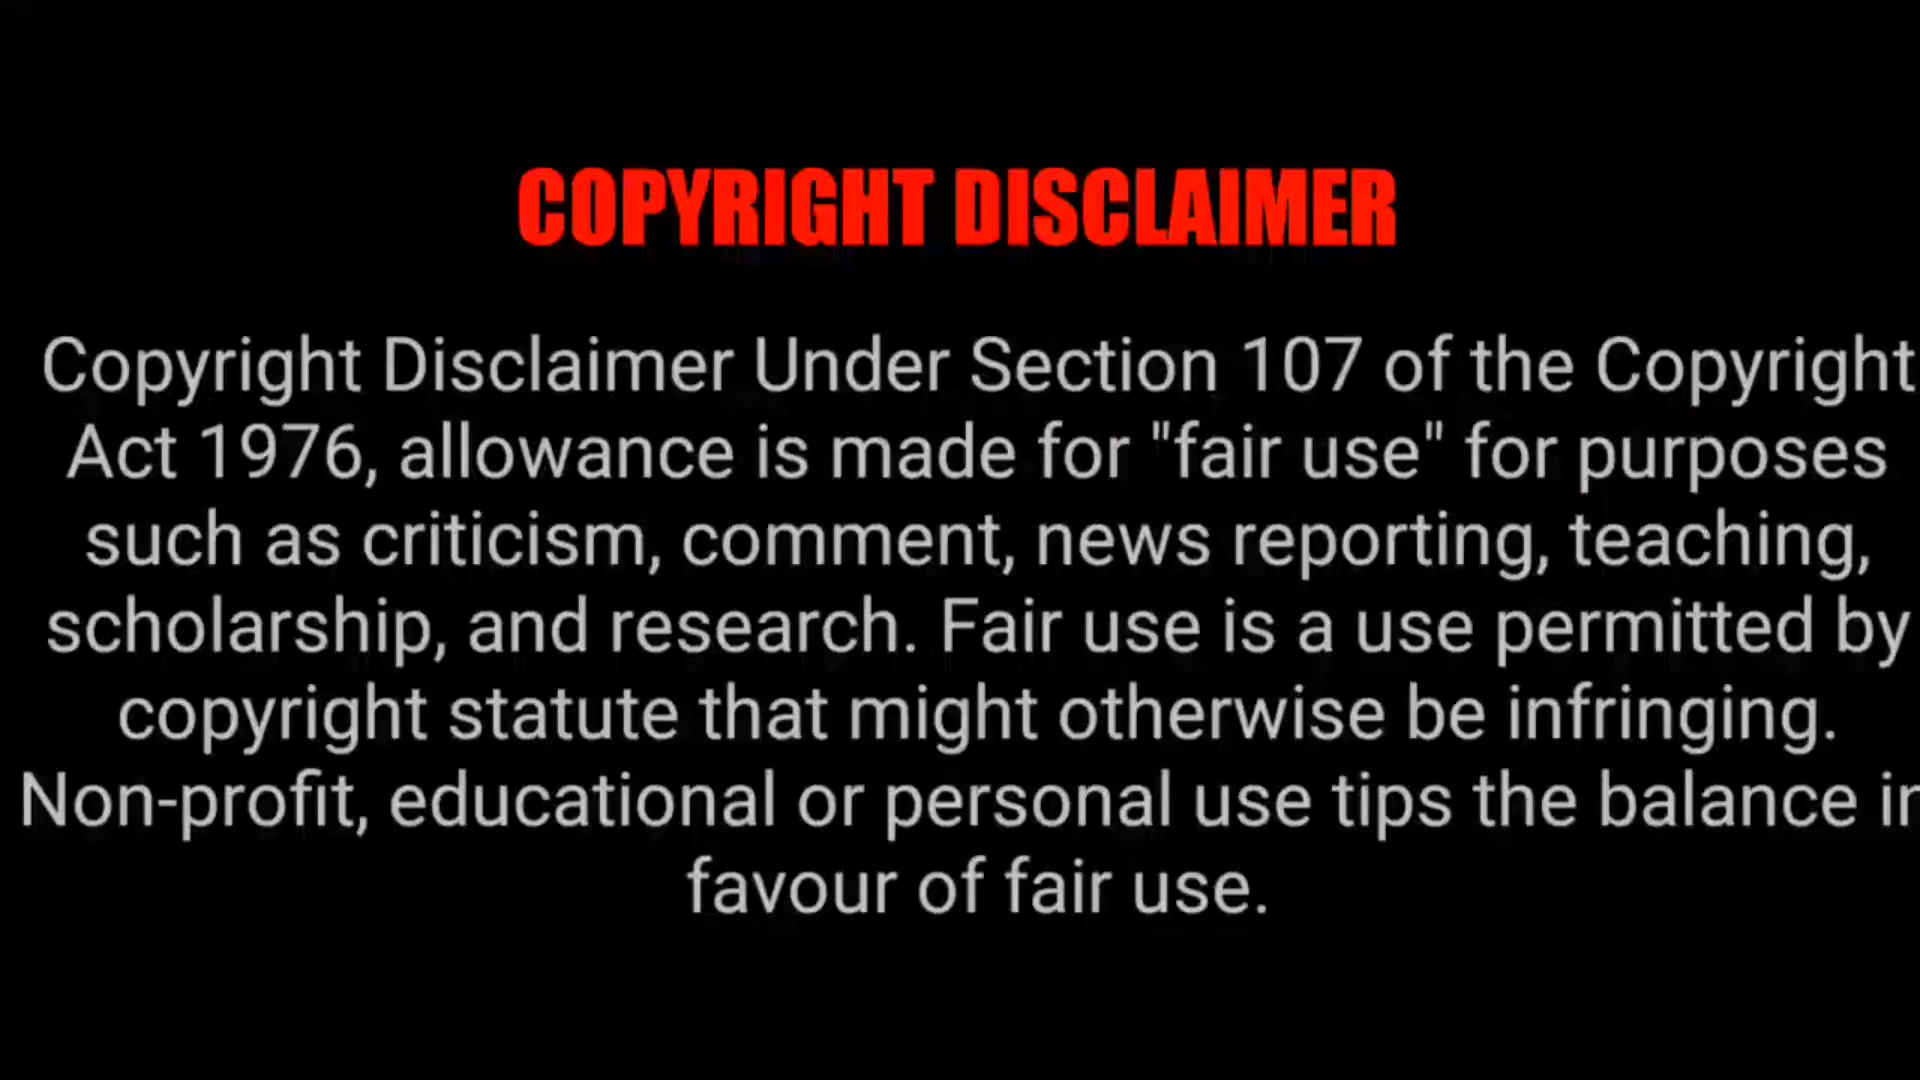 COPYRIGHT DISCLAIMER
Copyright Disclaimer Under Section 107 of the Copyright
Act 1976, allowance is made for "fair use" for purposes
such as criticism, comment, news reporting, teaching,
scholarship, and research. Fair use is a use permitted by
copyright statute that might otherwise be infringing.
Non-profit, educational or personal use tips the balance in
favour of fair use.